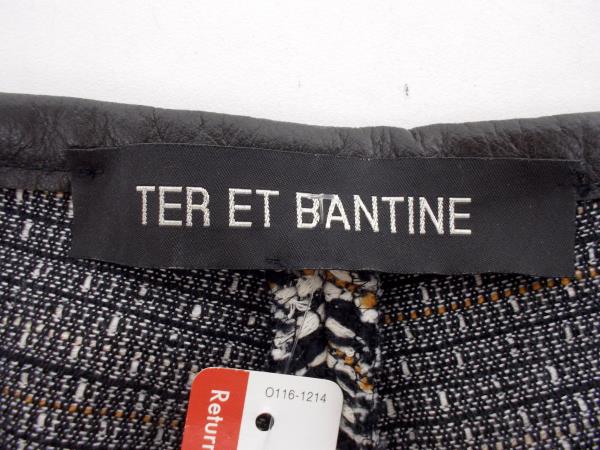 TER ET BANTINE
O116-1214
Return